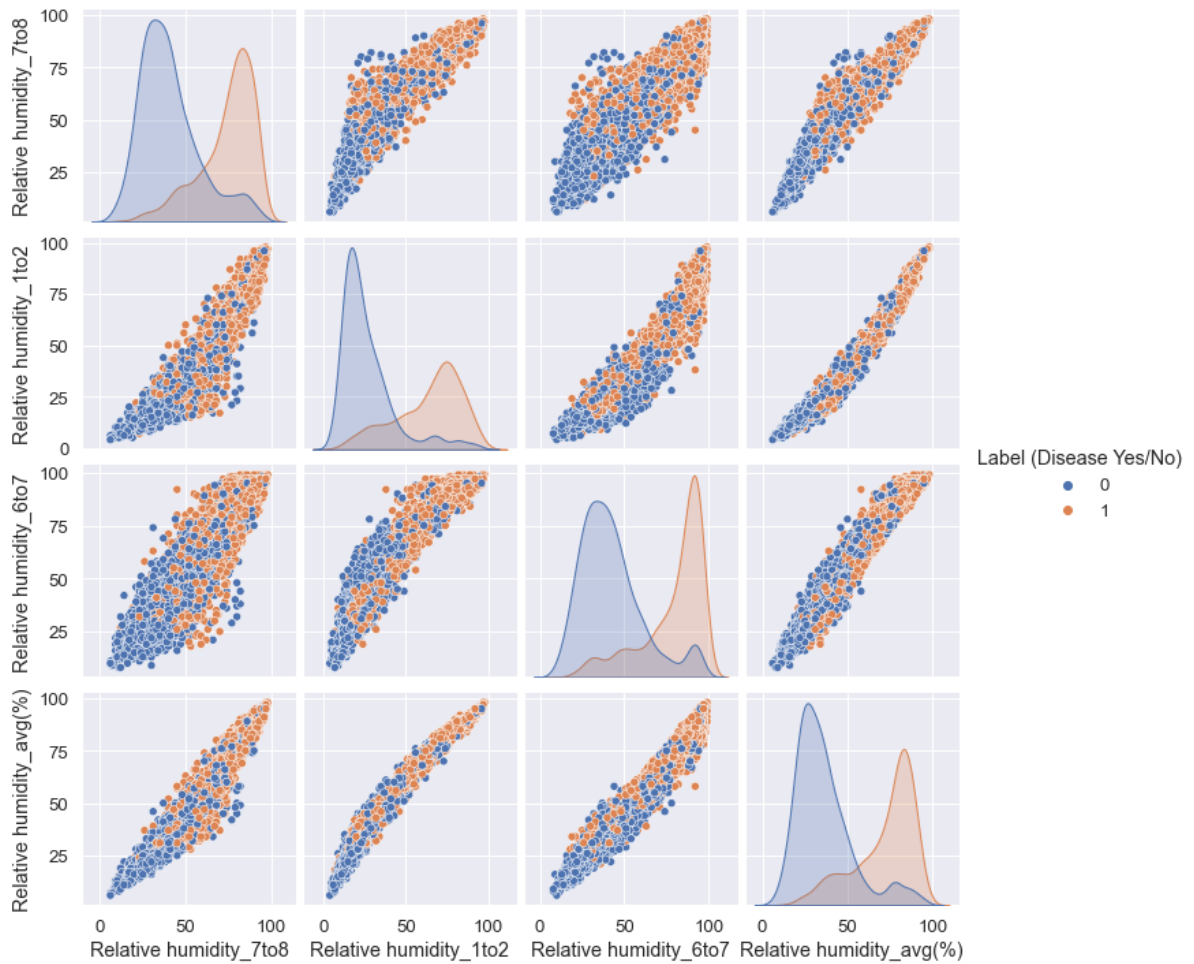 100
75
50
25
Relative humidity_7to8
100
75
50
25
0
Relative humidity_1to2
100
75
50
25
Relative humidity_6to7
100
75
50
25
Relative humidity_avg(%)
0 50 100 0 50 100 0 50 100 0 50 100
Relative humidity_7to8 Relative humidity_1to2 Relative humidity_6to7 Relative humidity_avg(%)
Label (Disease Yes/No)
0
1